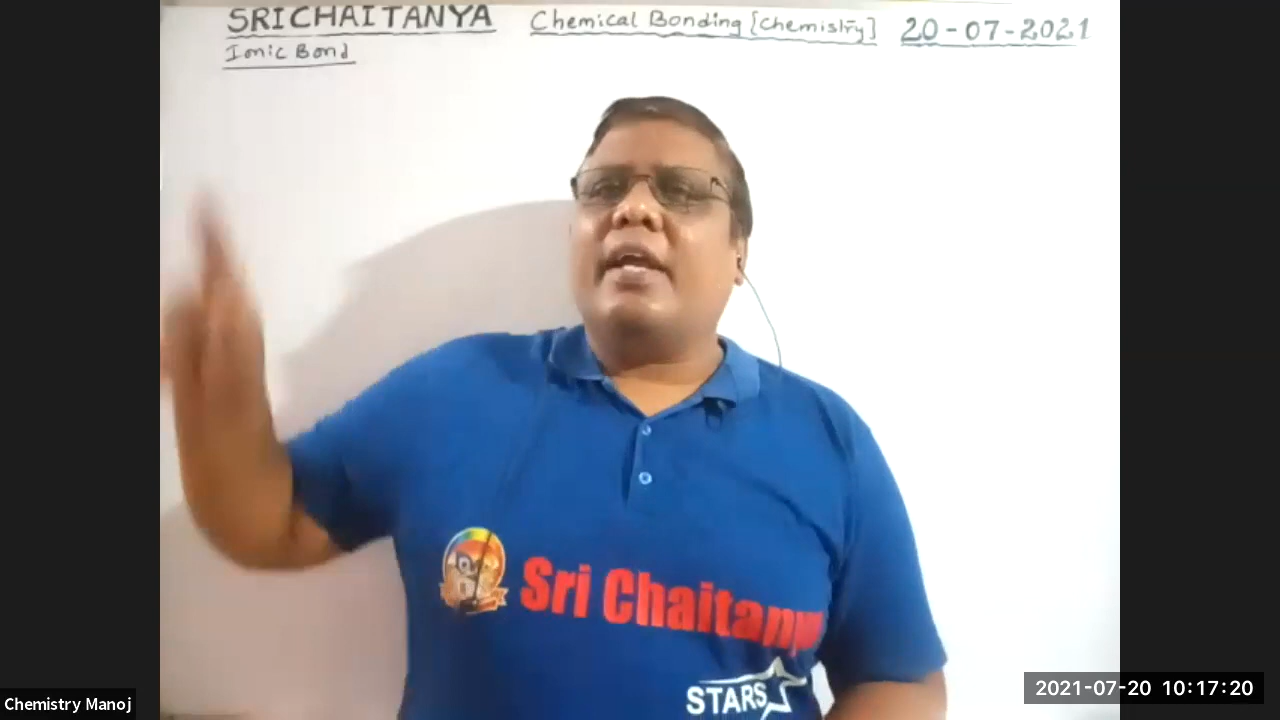 SRICHAITANYA Chemical Bonding [Chemistry] 20-07-2021
Ionic Bond
Sri Chaitanya
STARS
Chemistry Manoj
2021-07-20 10:17:20